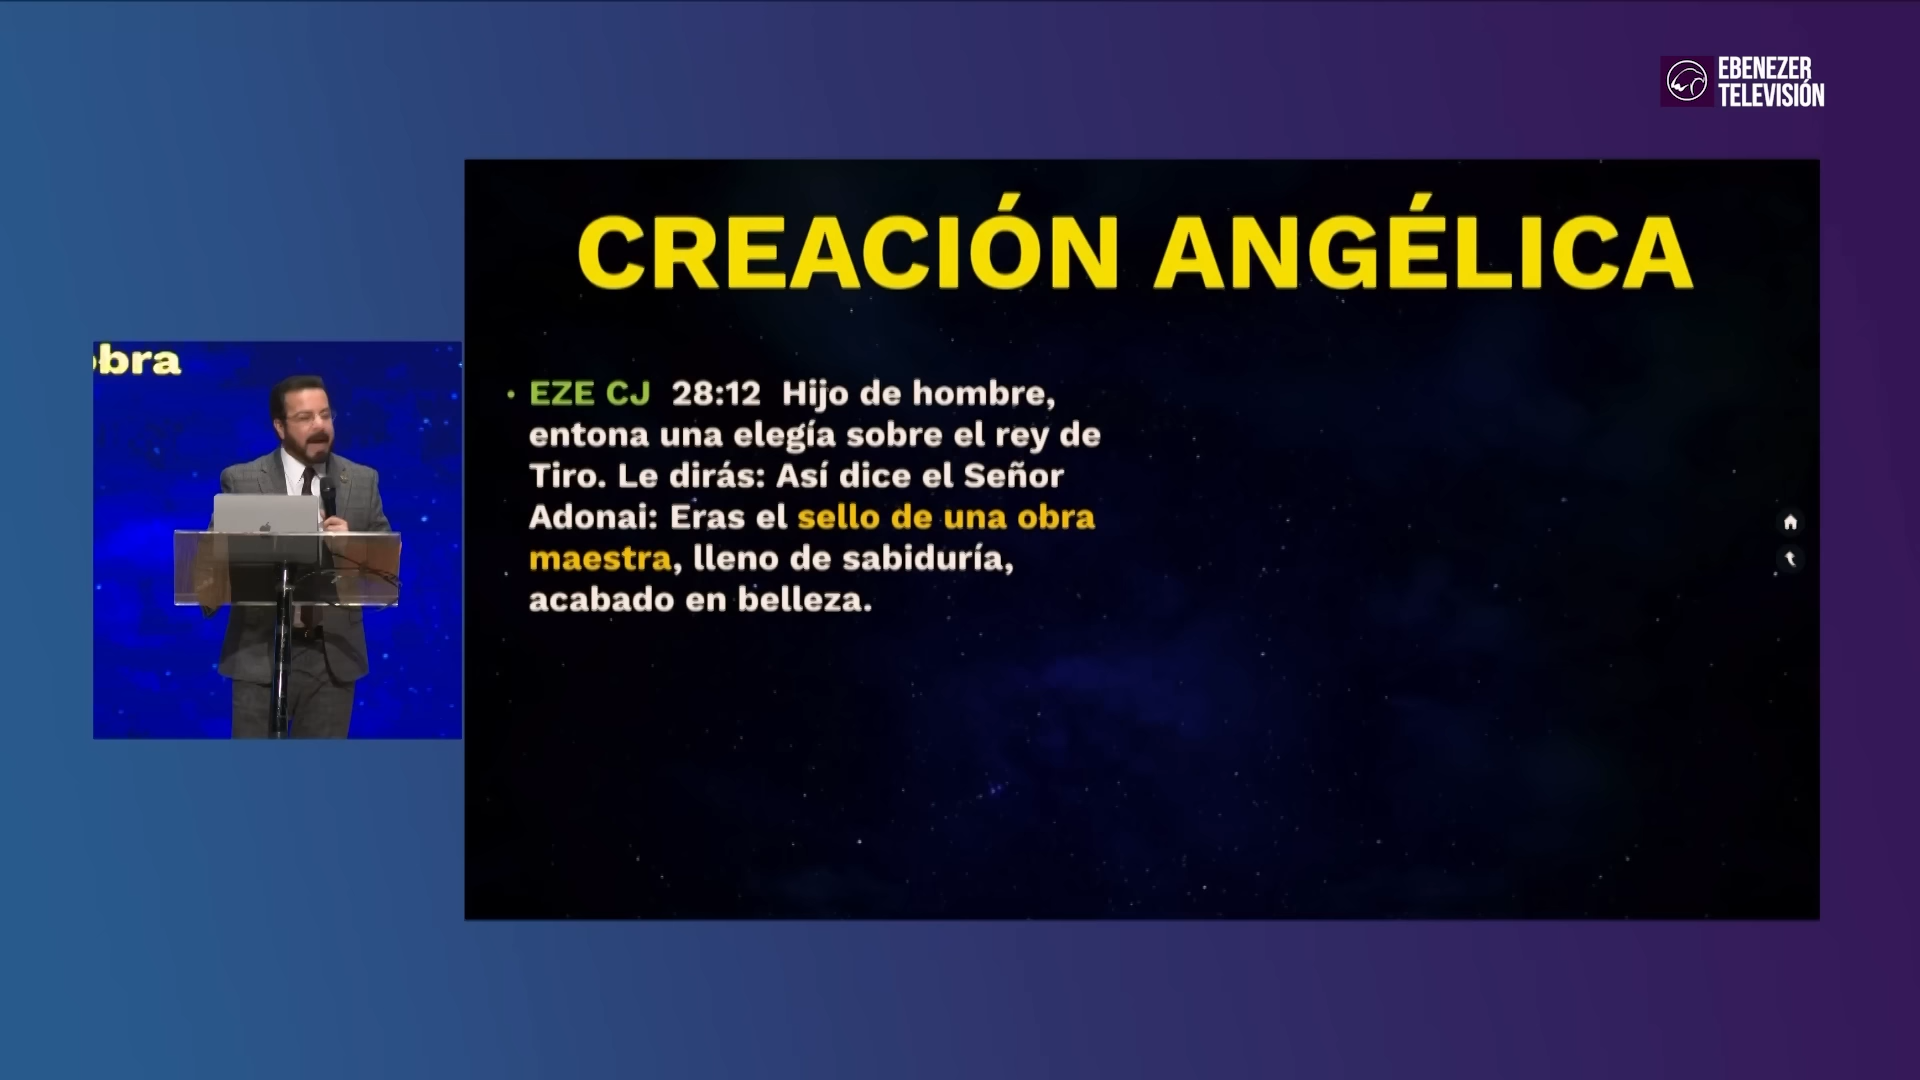 EBENEZER
TELEVISIÓN
CREACIÓN ANGÉLICA
obra
• EZE CJ 28:12 Hijo de hombre,
entona una elegía sobre el rey de
Tiro. Le dirás: Así dice el Señor
Adonai: Eras el sello de una obra
maestra, lleno de sabiduría,
acabado en belleza.